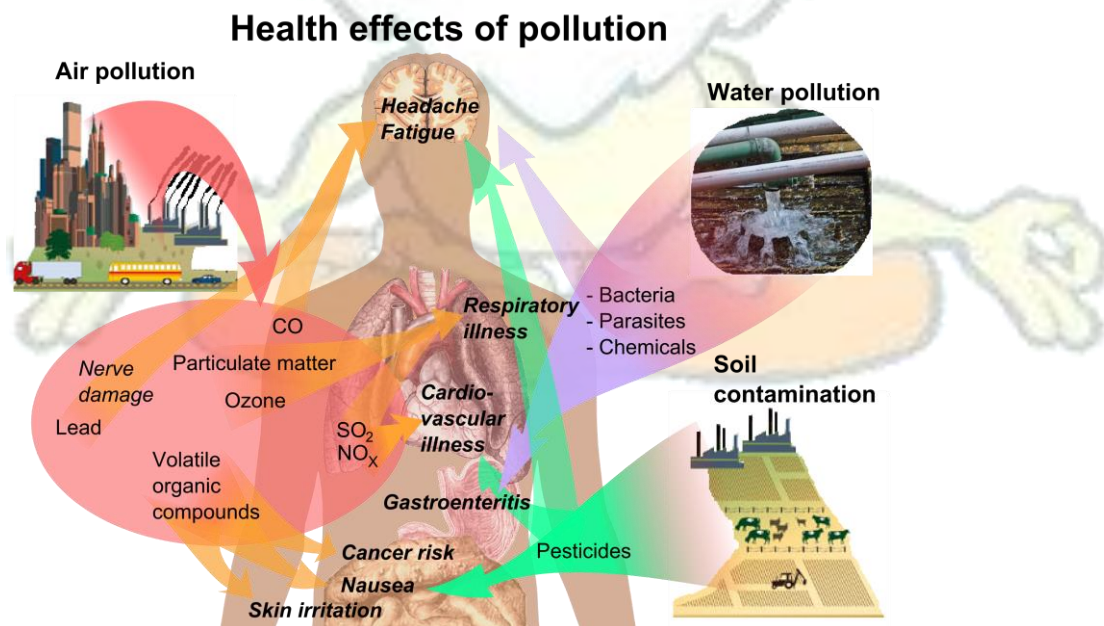 Health effects of pollution
Air pollution
Headache
Fatigue
Water pollution
- Bacteria
- Parasites
- Chemicals
Respiratory
illness
CO
Particulate matter
Nerve
damage
Ozone
Lead
Cardio-
vascular
illness
SO₂
NOₓ
Soil
contamination
Volatile
organic
compounds
Gastroenteritis
Pesticides
Cancer risk
Nausea
Skin irritation